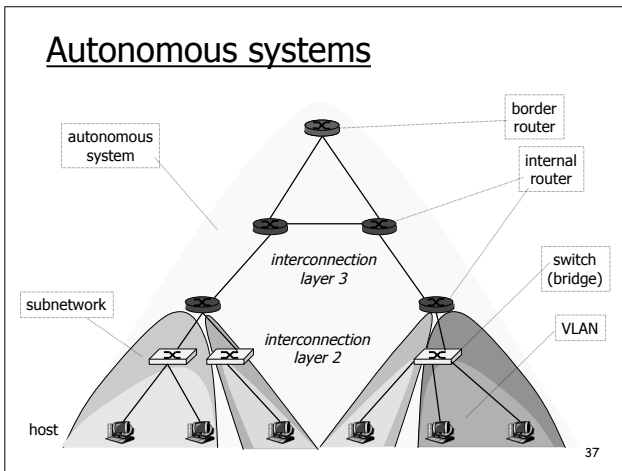 Autonomous systems
border
router
autonomous
system
internal
router
interconnection
layer 3
switch
(bridge)
subnetwork
interconnection
layer 2
VLAN
host
37